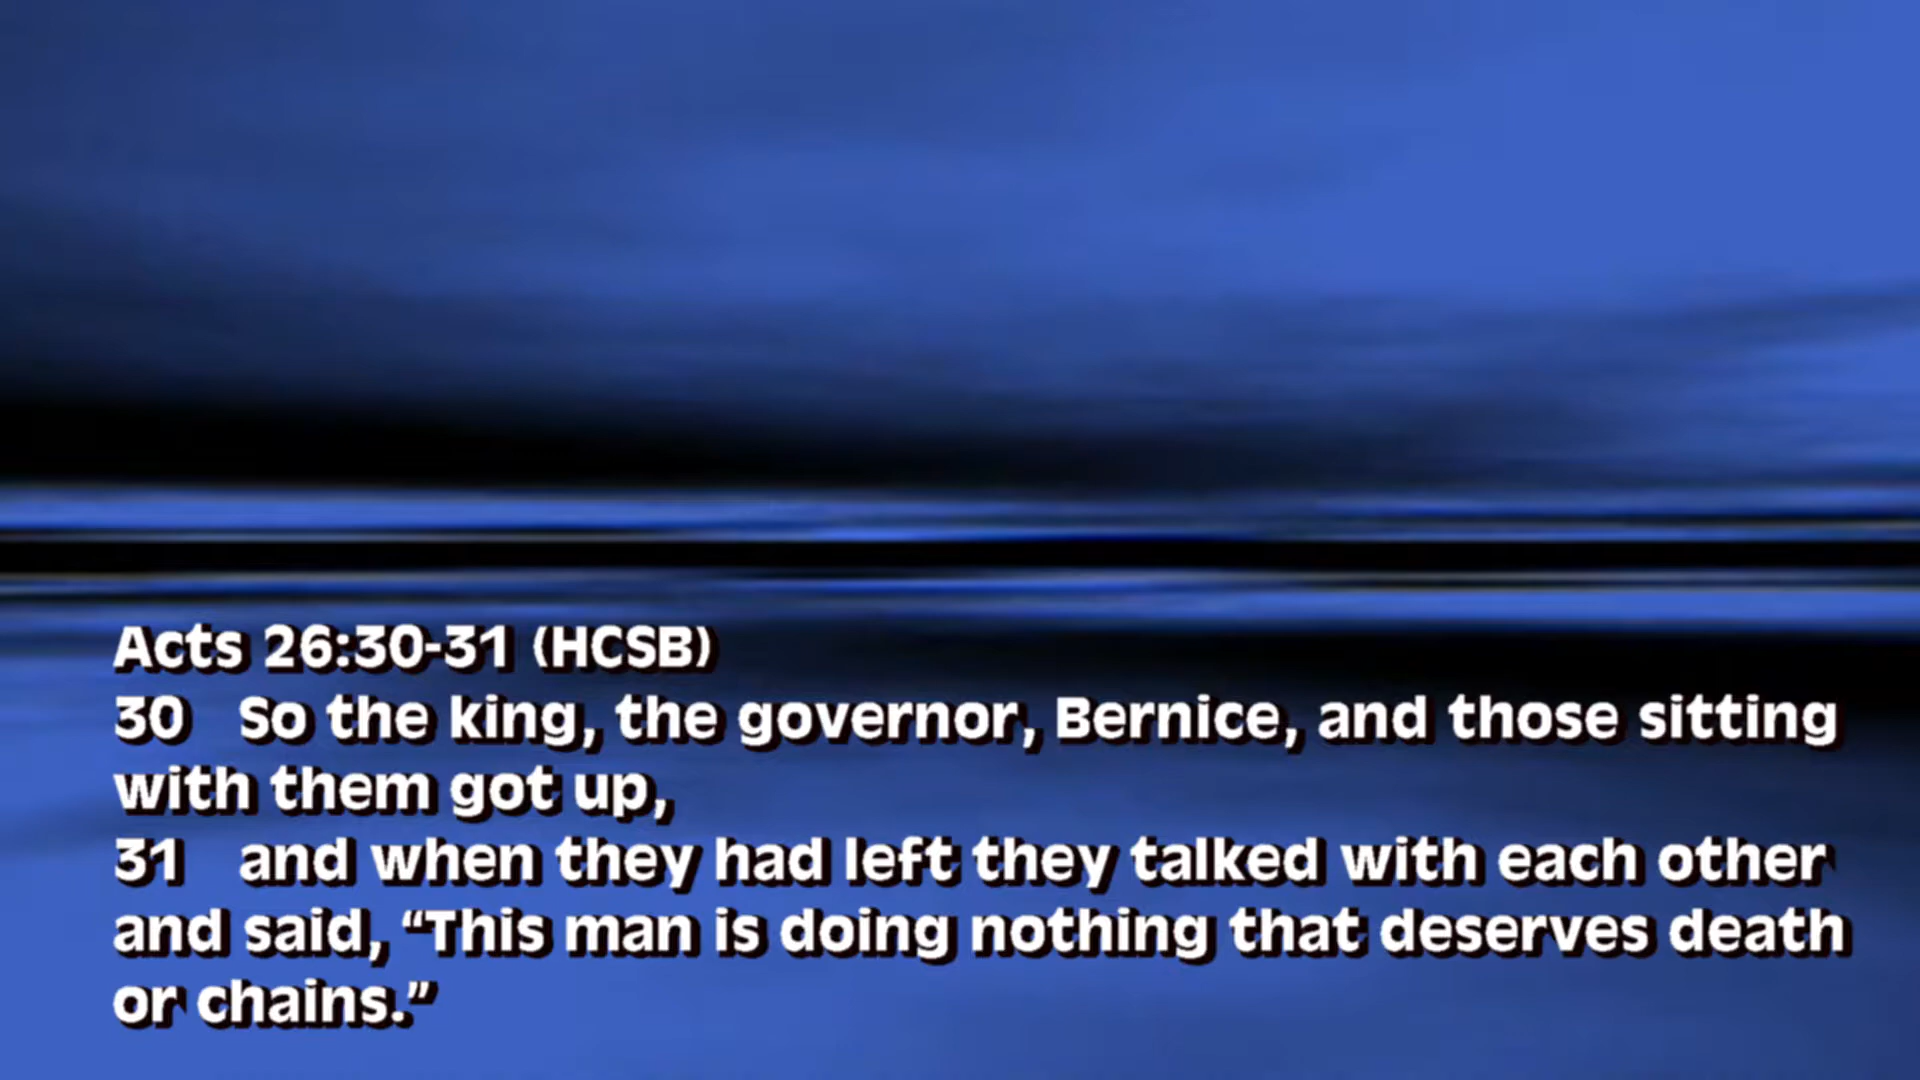 Acts 26:30-31 (HCSB)
30 So the king, the governor, Bernice, and those sitting
with them got up,
31 and when they had left they talked with each other
and said, “This man is doing nothing that deserves death
or chains.”